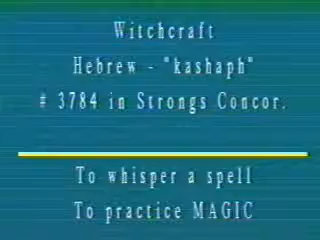 Witchcraft
Hebrew - "kashaph"
# 3784 in Strongs Concor.
To whisper a spell
To practice MAGIC